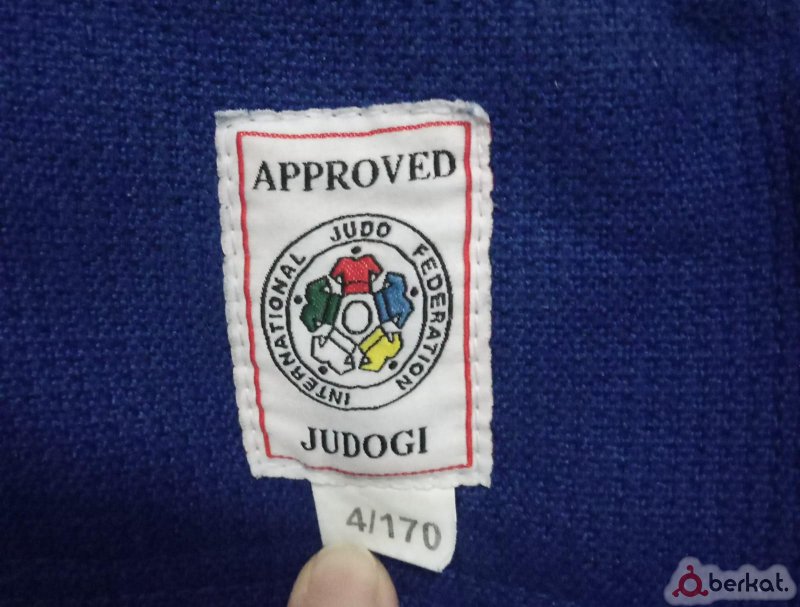 APPROVED
INTERNATIONAL JUDO FEDERATION
JUDOGI
4/170
berkat.